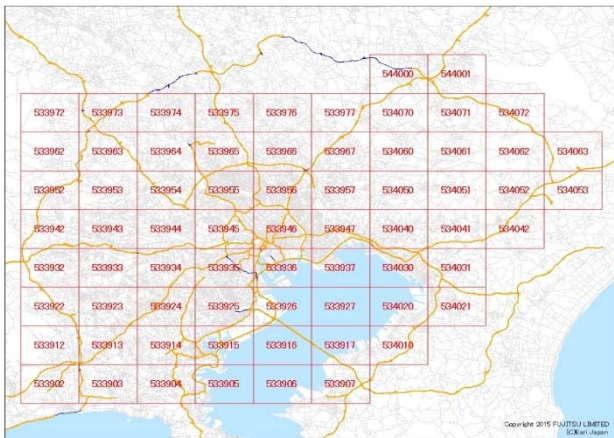 544000 544001
533972 533973 533974 533975 533976 533977 534070 534071 534072
533962 533963 533964 533965 533966 533967 534060 534061 534062 534063
533952 533953 533954 533955 533956 533957 534050 534051 534052 534053
533942 533943 533944 533945 533946 533947 534040 534041 534042
533932 533933 533934 533935 533936 533937 534030 534031
533922 533923 533924 533925 533926 533927 534020 534021
533912 533913 533914 533915 533916 533917 534010
533902 533903 533904 533905 533906 533907
Copyright 2015 FUJITSU LIMITED
(C)Esri Japan